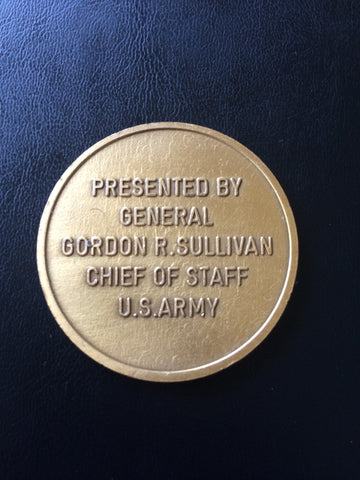 PRESENTED BY
GENERAL
GORDON R. SULLIVAN
CHIEF OF STAFF
U.S. ARMY